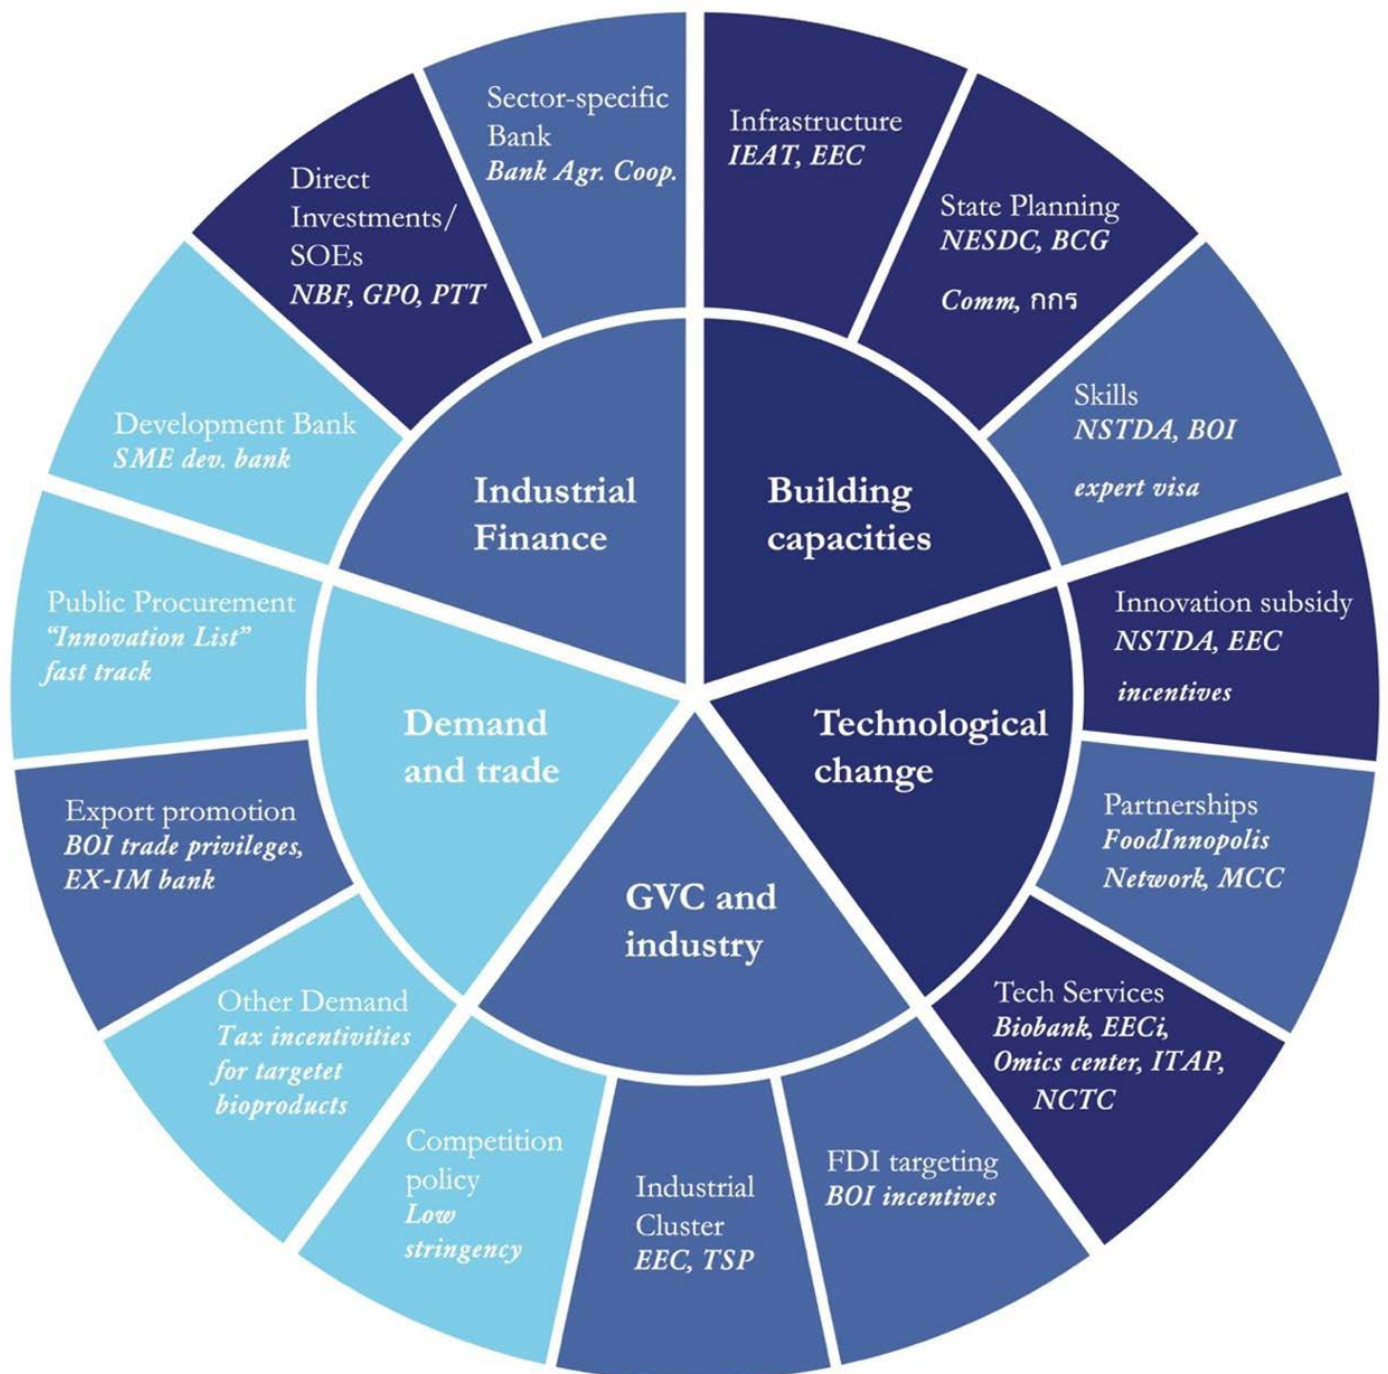 Sector-specific
Bank
Bank Agr. Coop.
Infrastructure
IEAT, EEC
Direct
Investments/
SOEs
NBF, GPO, PTT
State Planning
NESDC, BCG
Comm, กกร
Skills
NSTDA, BOI
expert visa
Development Bank
SME dev. bank
Industrial
Finance
Building
capacities
Public Procurement
“Innovation List”
fast track
Innovation subsidy
NSTDA, EEC
incentives
Demand
and trade
Technological
change
Export promotion
BOI trade privileges,
EX-IM bank
Partnerships
FoodInnopolis
Network, MCC
GVC and
industry
Other Demand
Tax incentivities
for targetet
bioproducts
Tech Services
Biobank, EECi,
Omics center, ITAP,
NCTC
Competition
policy
Low
stringency
Industrial
Cluster
EEC, TSP
FDI targeting
BOI incentives